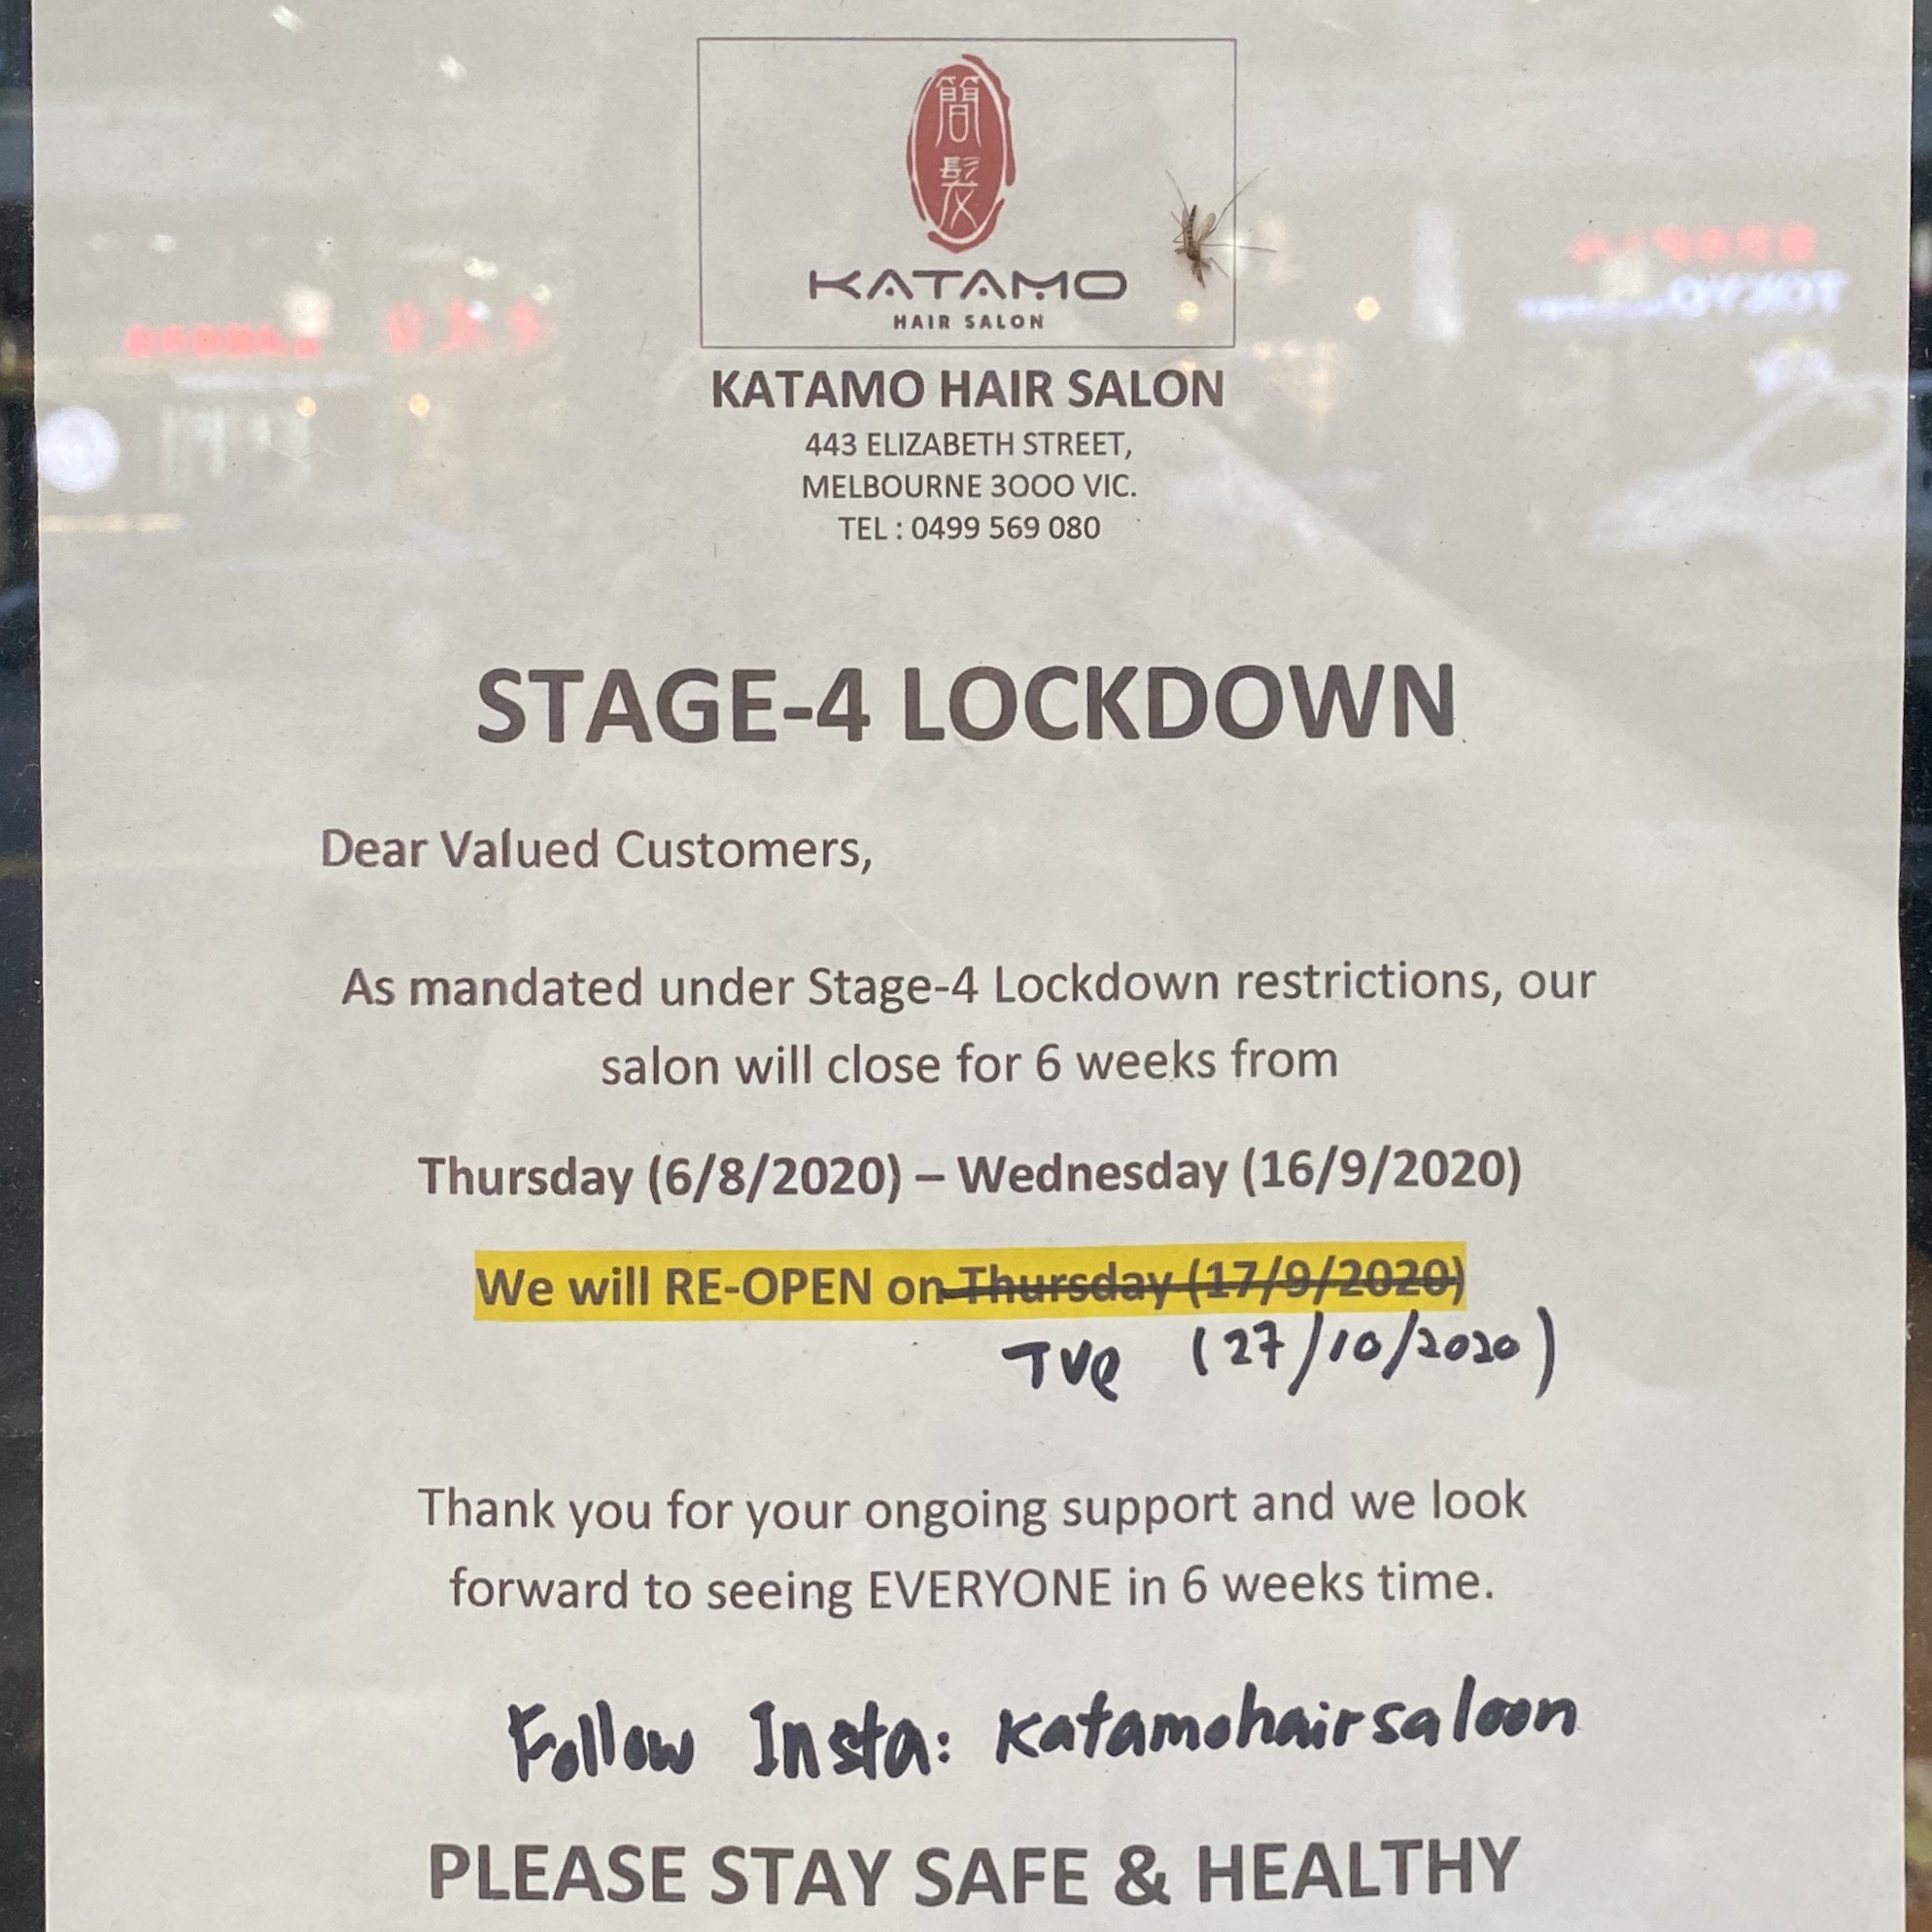 簡髮
KATAMO
HAIR SALON
KATAMO HAIR SALON
443 ELIZABETH STREET,
MELBOURNE 3000 VIC.
TEL : 0499 569 080
TOKYO
STAGE-4 LOCKDOWN
Dear Valued Customers,
As mandated under Stage-4 Lockdown restrictions, our
salon will close for 6 weeks from
Thursday (6/8/2020) – Wednesday (16/9/2020)
We will RE-OPEN on Thursday (17/9/2020)
TUe (27/10/2020)
Thank you for your ongoing support and we look
forward to seeing EVERYONE in 6 weeks time.
Follow Insta: Katamohairsaloon
PLEASE STAY SAFE & HEALTHY